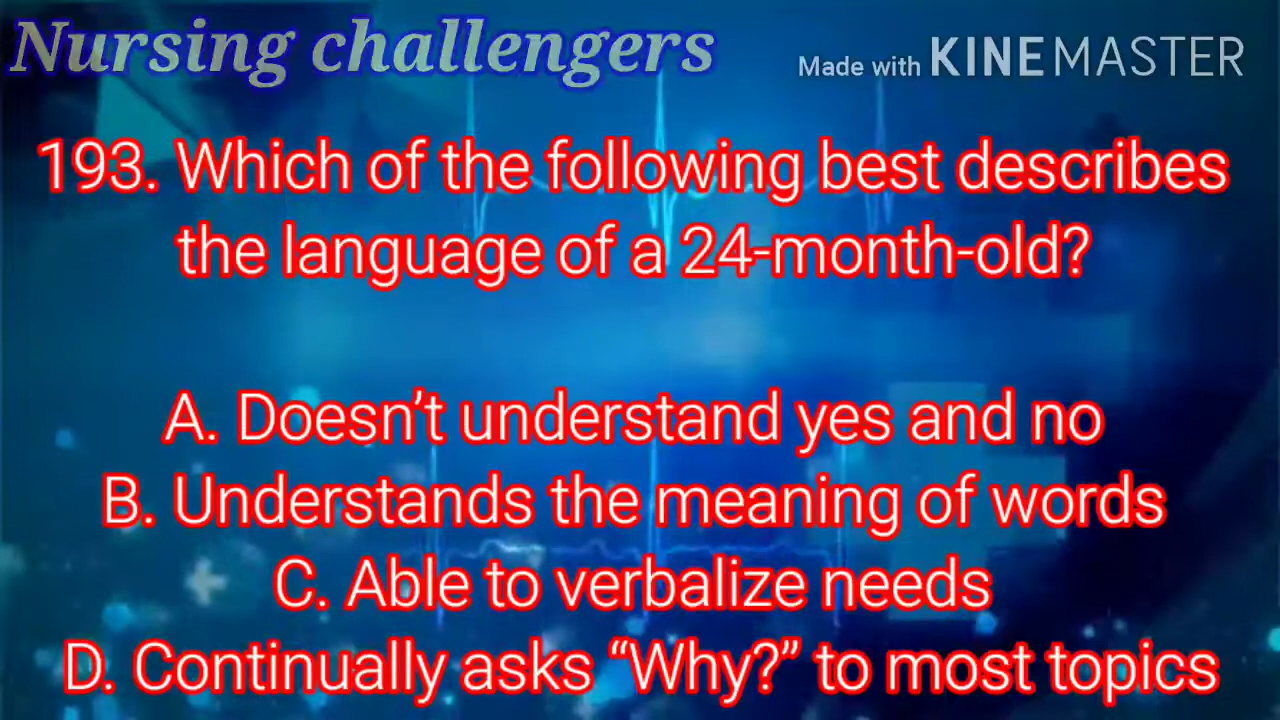 Nursing challengers
Made with KINEMASTER
193. Which of the following best describes
the language of a 24-month-old?
A. Doesn’t understand yes and no
B. Understands the meaning of words
C. Able to verbalize needs
D. Continually asks “Why?” to most topics